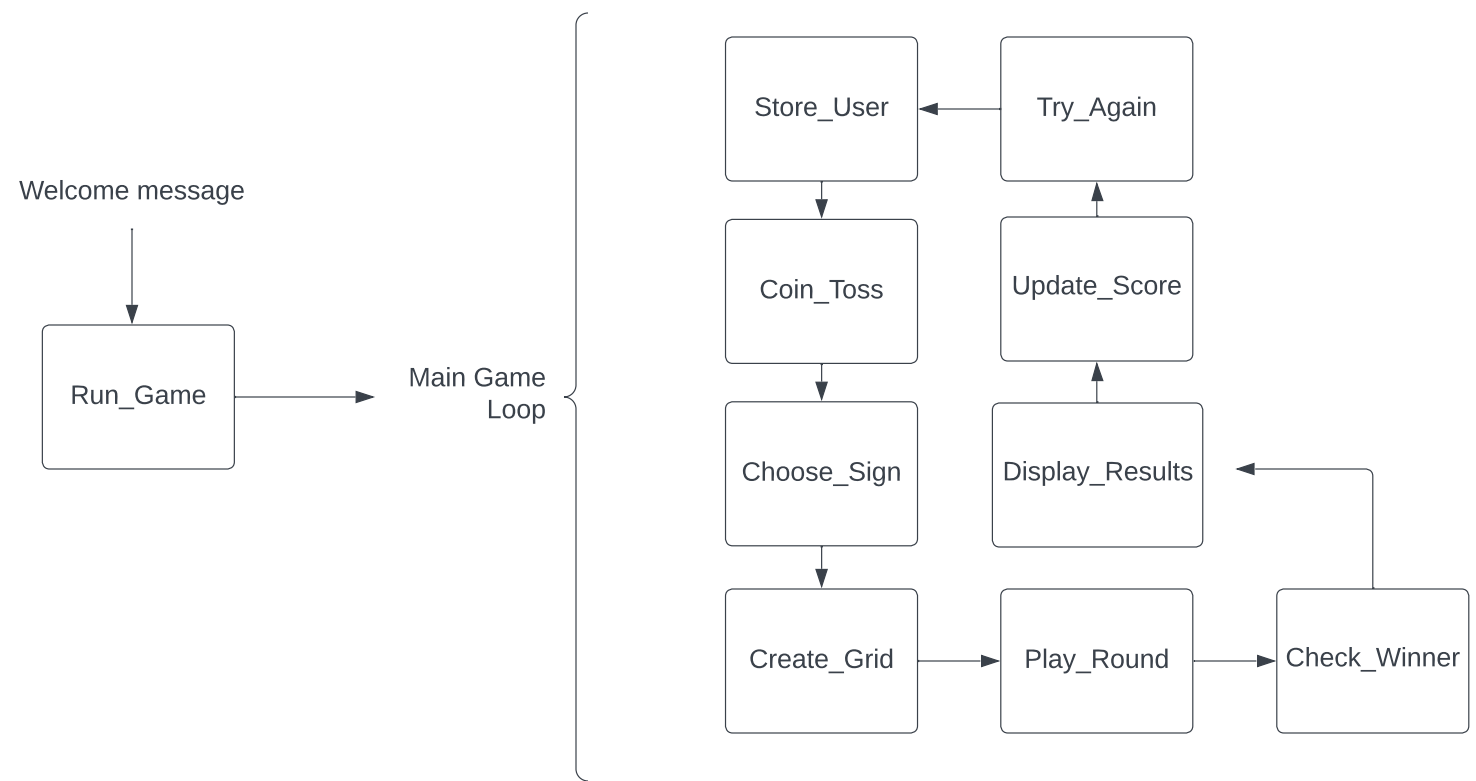 Welcome message
Run_Game
Main Game
Loop
Store_User
Try_Again
Coin_Toss
Update_Score
Choose_Sign
Display_Results
Create_Grid
Play_Round
Check_Winner